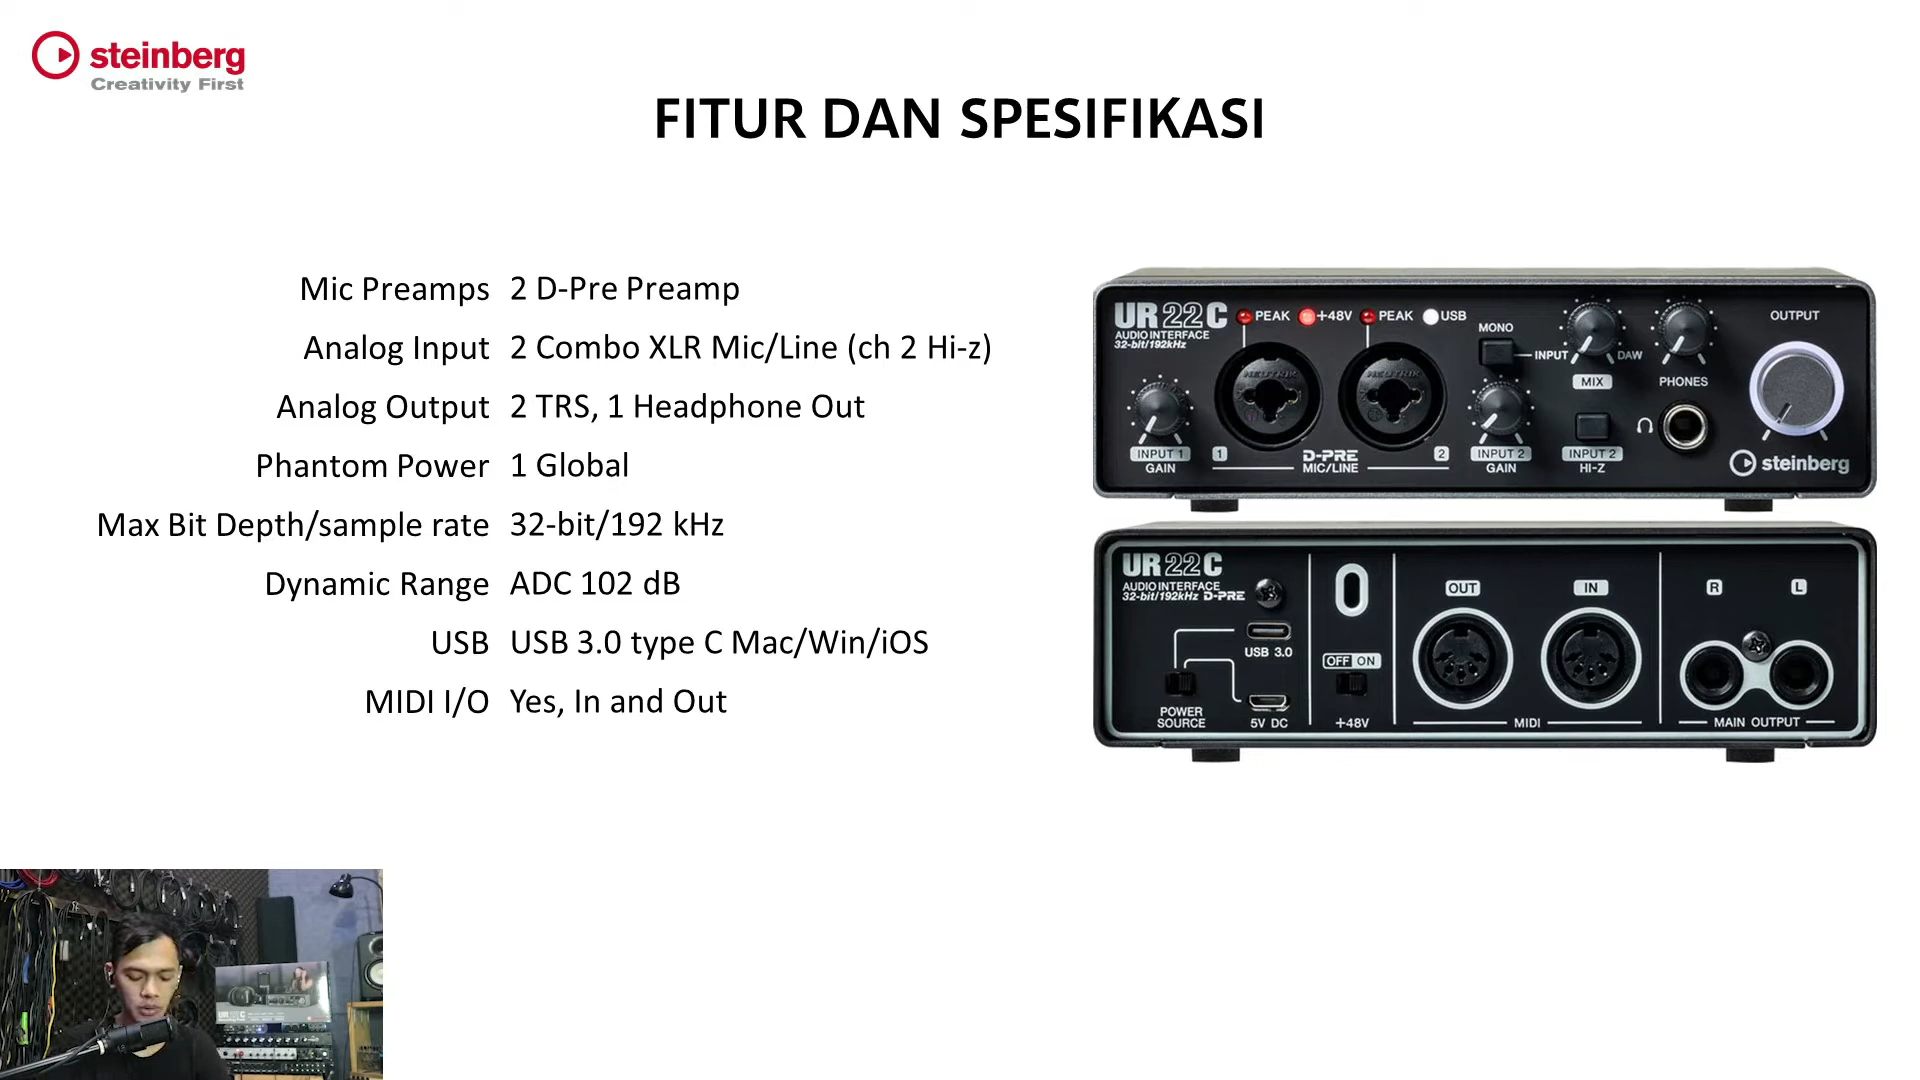 steinberg
Creativity First
FITUR DAN SPESIFIKASI
Mic Preamps 2 D-Pre Preamp
Analog Input 2 Combo XLR Mic/Line (ch 2 Hi-z)
Analog Output 2 TRS, 1 Headphone Out
Phantom Power 1 Global
Max Bit Depth/sample rate 32-bit/192 kHz
Dynamic Range ADC 102 dB
USB USB 3.0 type C Mac/Win/iOS
MIDI I/O Yes, In and Out
UR22C
AUDIO INTERFACE
32-bit/192kHz
PEAK +48V PEAK USB
MONO
INPUT DAW
MIX
PHONES
OUTPUT
INPUT 1
GAIN
1 D-PRE 2
MIC/LINE
INPUT 2
GAIN
INPUT 2
HI-Z
steinberg
UR22C
AUDIO INTERFACE
32-bit/192kHz D-PRE
USB 3.0
POWER
SOURCE
5V DC
OFF ON
+48V
OUT IN
MIDI
R L
MAIN OUTPUT
UR22C